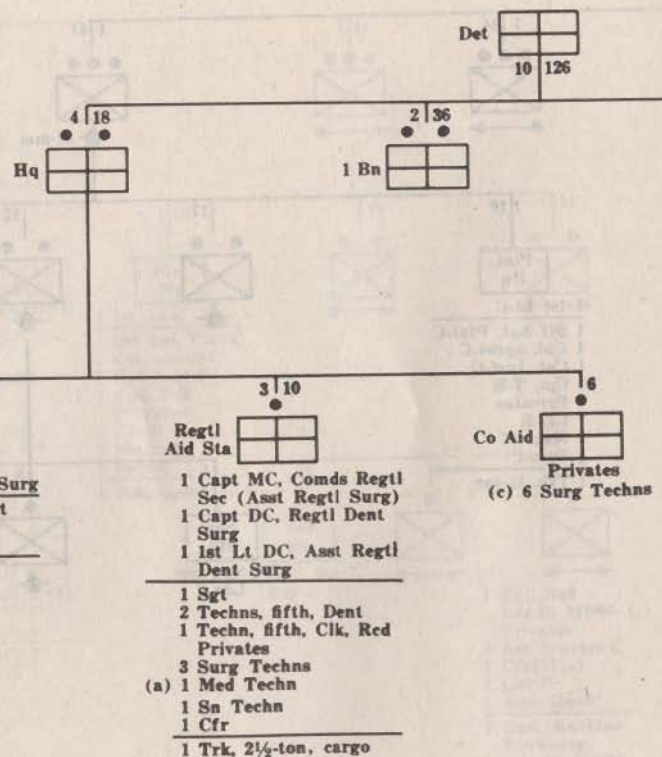 Det
10 126
4 18
2 36
Hq
1 Bn
3 10
6
Regtl
Aid Sta
Co Aid
Surg
t
1 Capt MC, Comds Regtl
Sec (Asst Regtl Surg)
1 Capt DC, Regtl Dent
Surg
1 1st Lt DC, Asst Regtl
Dent Surg
1 Sgt
2 Techns, fifth, Dent
1 Techn, fifth, Clk, Rcd
Privates
3 Surg Techns
(a) 1 Med Techn
1 Sn Techn
1 Cfr
1 Trk, 2½-ton, cargo
Privates
(c) 6 Surg Techns